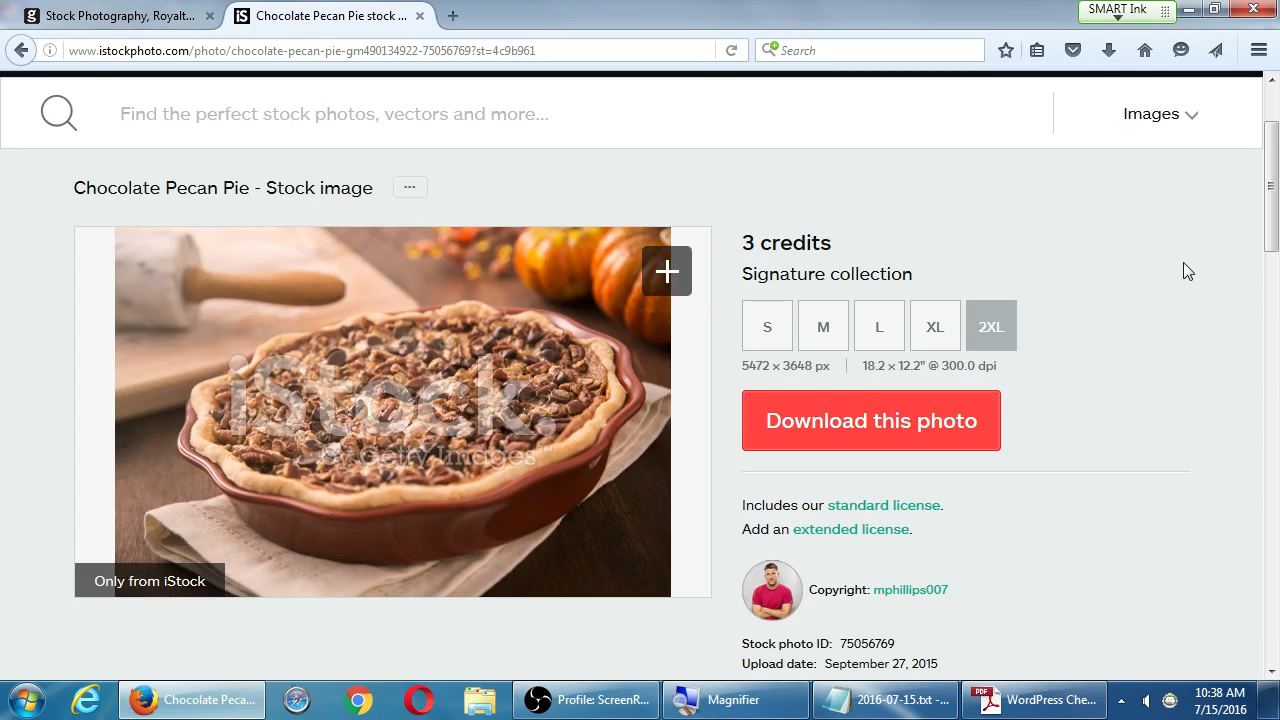 Stock Photography, Royalt...
Chocolate Pecan Pie stock ...
SMART Ink
www.istockphoto.com/photo/chocolate-pecan-pie-gm490134922-75056769?st=4c9b961
Search
Find the perfect stock photos, vectors and more...
Images
Chocolate Pecan Pie - Stock image
3 credits
Signature collection
S M L XL 2XL
5472 x 3648 px
18.2 x 12.2" @ 300.0 dpi
Download this photo
iStock.
by Getty Images™
Includes our standard license.
Add an extended license.
Only from iStock
Copyright: mphillips007
Stock photo ID: 75056769
Upload date: September 27, 2015
Chocolate Peca...
Profile: ScreenR...
Magnifier
2016-07-15.txt -...
WordPress Che...
10:38 AM
7/15/2016